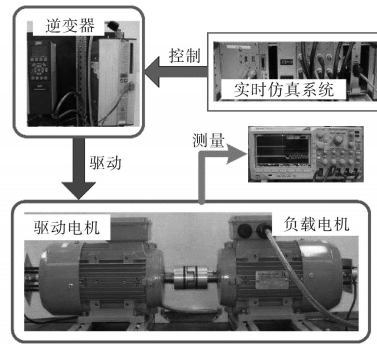 逆变器
控制
实时仿真系统
测量
驱动
驱动电机
负载电机